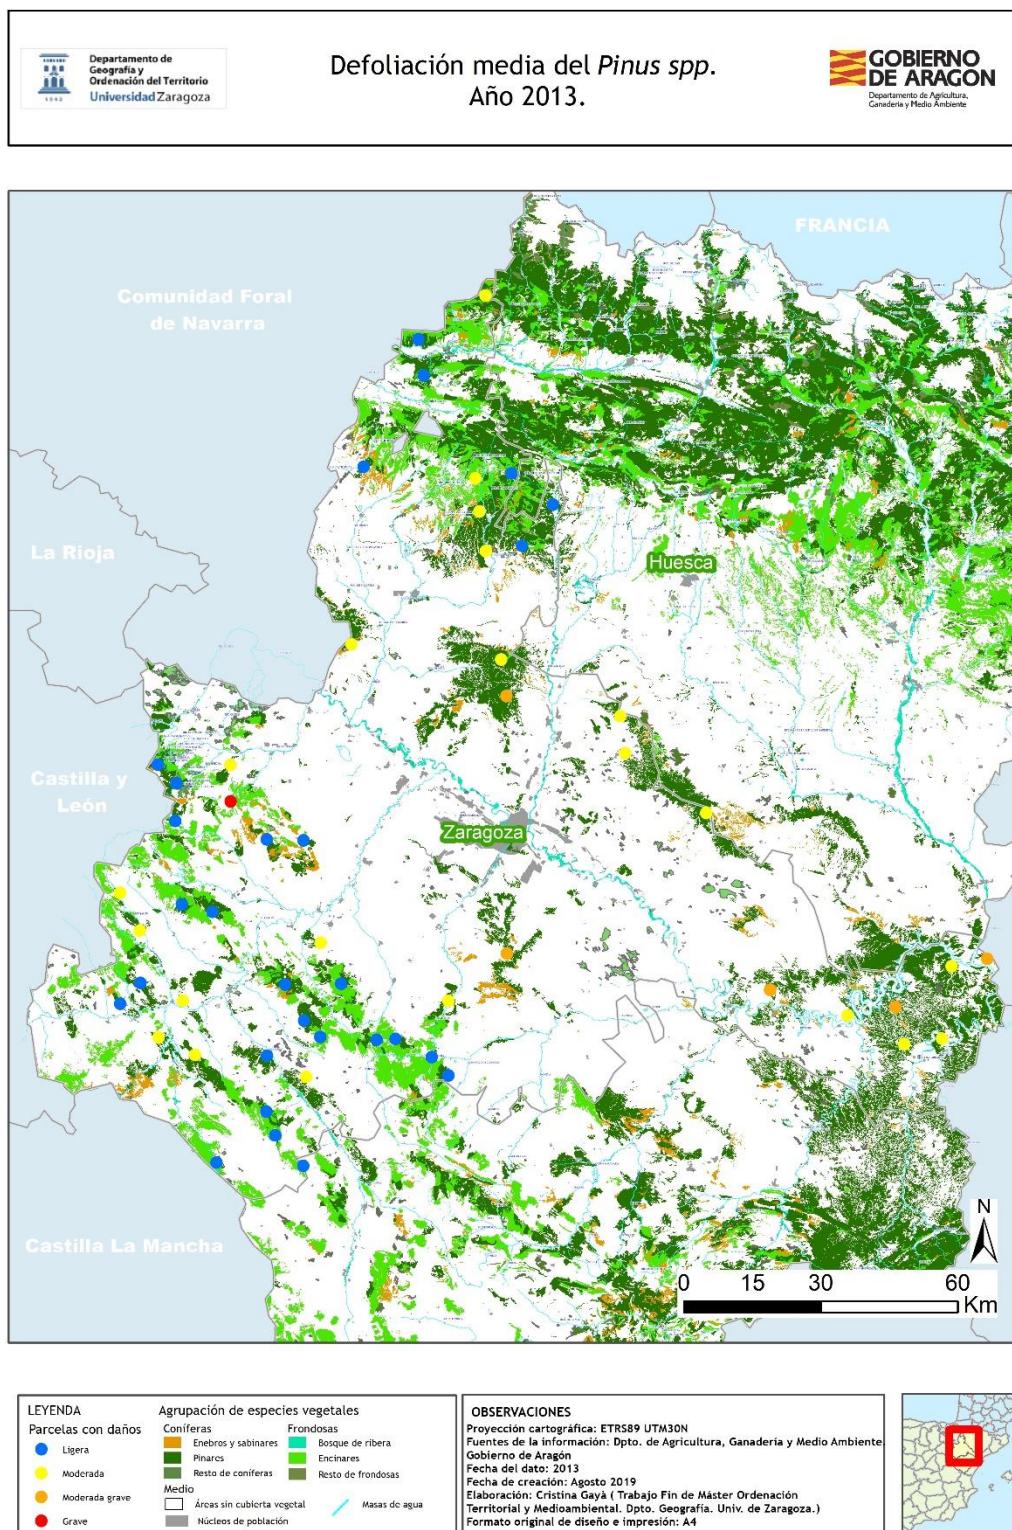 Departamento de
Geografía y
Ordenación del Territorio
Universidad Zaragoza
1542
Defoliación media del Pinus spp.
Año 2013.
GOBIERNO
DE ARAGON
Departamento de Agricultura,
Ganadería y Medio Ambiente
FRANCIA
Comunidad Foral
de Navarra
La Rioja
Huesca
Castilla y
León
Zaragoza
Castilla La Mancha
N
0 15 30 60
Km
LEYENDA
Parcelas con daños
Ligera
Moderada
Moderada grave
Grave
Agrupación de especies vegetales
Coníferas
Enebros y sabinares
Pinares
Resto de coníferas
Frondosas
Bosque de ribera
Encinares
Resto de frondosas
Medio
Áreas sin cubierta vegetal
Masas de agua
Núcleos de población
OBSERVACIONES
Proyección cartográfica: ETRS89 UTM30N
Fuentes de la información: Dpto. de Agricultura, Ganadería y Medio Ambiente.
Gobierno de Aragón
Fecha del dato: 2013
Fecha de creación: Agosto 2019
Elaboración: Cristina Gayà ( Trabajo Fin de Máster Ordenación
Territorial y Medioambiental. Dpto. Geografía. Univ. de Zaragoza.)
Formato original de diseño e impresión: A4